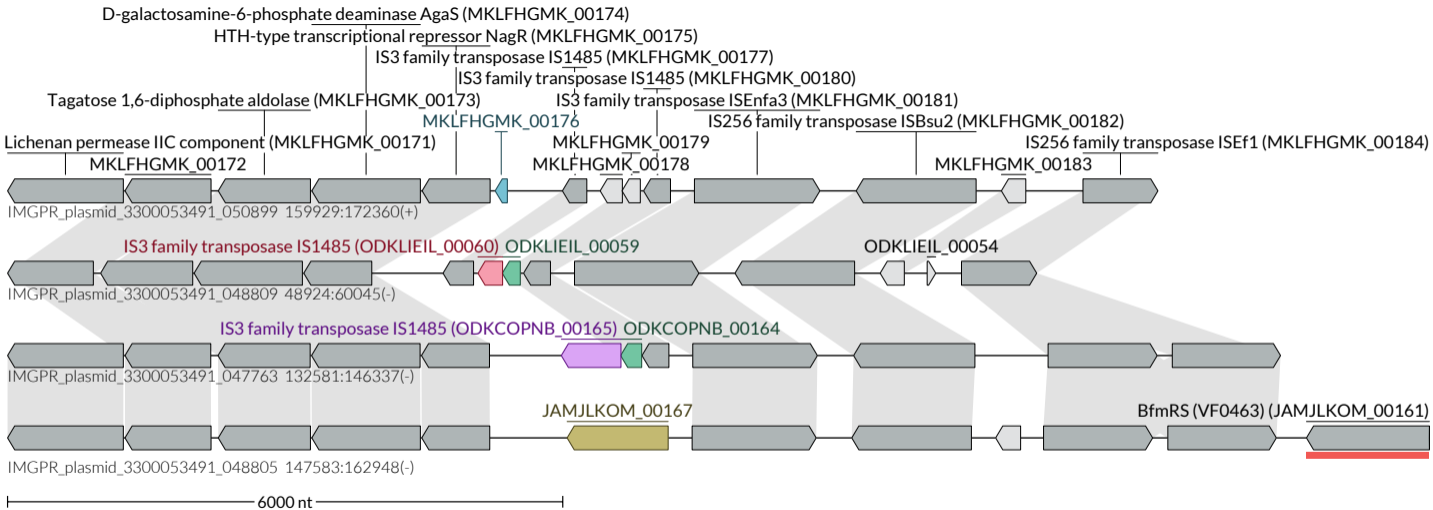 D-galactosamine-6-phosphate deaminase AgaS (MKLFHGMK_00174)
HTH-type transcriptional repressor NagR (MKLFHGMK_00175)
IS3 family transposase IS1485 (MKLFHGMK_00177)
IS3 family transposase IS1485 (MKLFHGMK_00180)
Tagatose 1,6-diphosphate aldolase (MKLFHGMK_00173)
IS3 family transposase ISEnfa3 (MKLFHGMK_00181)
MKLFHGMK_00176
IS256 family transposase ISBsu2 (MKLFHGMK_00182)
Lichenan permease IIC component (MKLFHGMK_00171)
MKLFHGMK_00179
IS256 family transposase ISEf1 (MKLFHGMK_00184)
MKLFHGMK_00172
MKLFHGMK_00178
MKLFHGMK_00183
IMGPR_plasmid_3300053491_050899 159929:172360(+)
IS3 family transposase IS1485 (ODKLIEIL_00060)
ODKLIEIL_00059
ODKLIEIL_00054
IMGPR_plasmid_3300053491_048809 48924:60045(-)
IS3 family transposase IS1485 (ODKCOPNB_00165)
ODKCOPNB_00164
IMGPR_plasmid_3300053491_047763 132581:146337(-)
JAMJLKOM_00167
BfmRS (VF0463) (JAMJLKOM_00161)
IMGPR_plasmid_3300053491_048805 147583:162948(-)
6000 nt